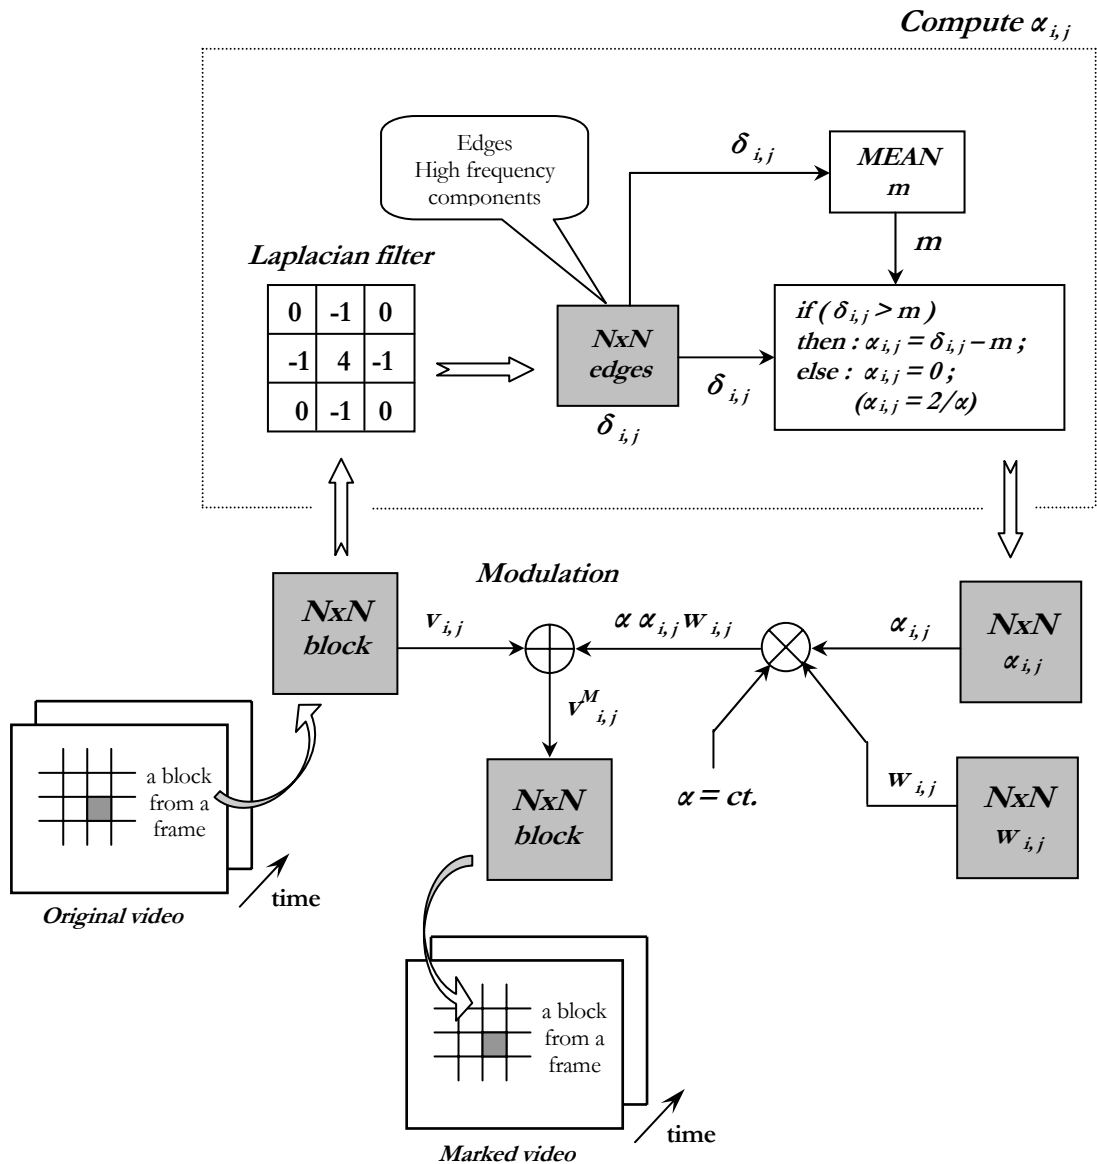 Compute α i, j
Edges
High frequency
components
δ i, j
MEAN
m
m
Laplacian filter
0 -1 0
-1 4 -1
0 -1 0
NxN
edges
δ i, j
δ i, j
if ( δ i, j > m )
then : α i, j = δ i, j – m ;
else : α i, j = 0 ;
(α i, j = 2/α)
NxN
block
Modulation
v i, j
α α i, j w i, j
α i, j
NxN
α i, j
v M i, j
a block
from a
frame
time
Original video
NxN
block
α = ct.
w i, j
NxN
w i, j
a block
from a
frame
time
Marked video